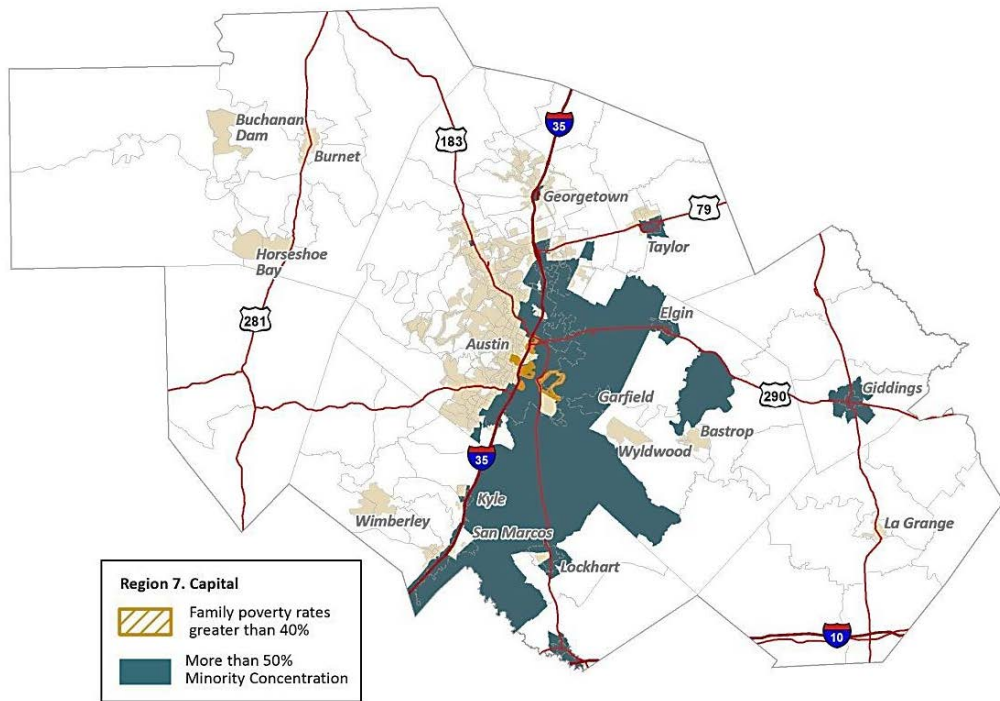 Buchanan
Dam
Burnet
183
35
Georgetown
79
Taylor
Horseshoe
Bay
281
Elgin
Austin
Giddings
290
Garfield
Bastrop
Wyldwood
35
Kyle
Wimberley
San Marcos
La Grange
Lockhart
10
Region 7. Capital
Family poverty rates
greater than 40%
More than 50%
Minority Concentration